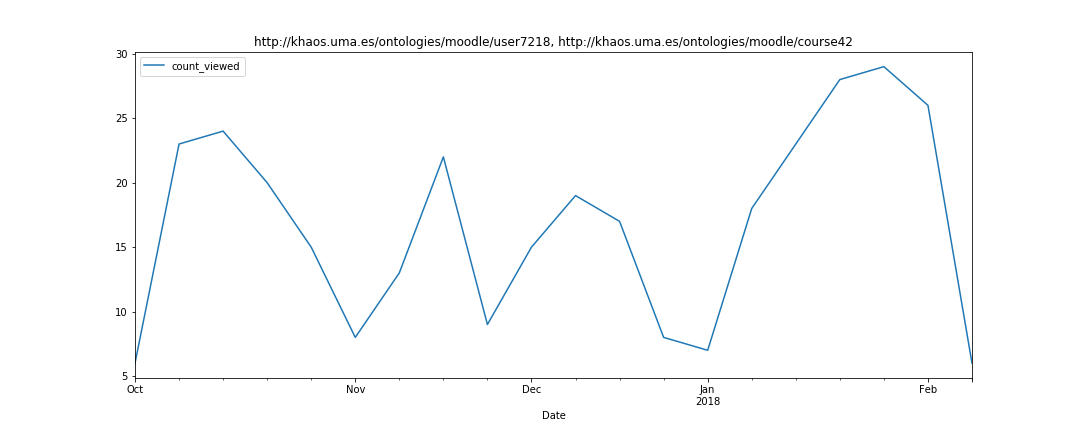 http://khaos.uma.es/ontologies/moodle/user7218, http://khaos.uma.es/ontologies/moodle/course42
count_viewed
30
25
20
15
10
5
Oct Nov Dec Jan Feb
2018
Date